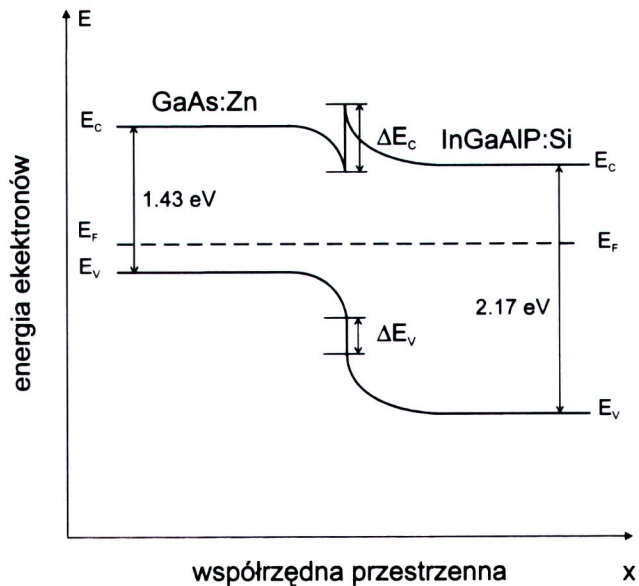 E
GaAs:Zn
E_C
ΔE_C
InGaAlP:Si
E_C
1.43 eV
E_F
E_F
E_V
2.17 eV
ΔE_V
E_V
energia ekektronów
współrzędna przestrzenna
x